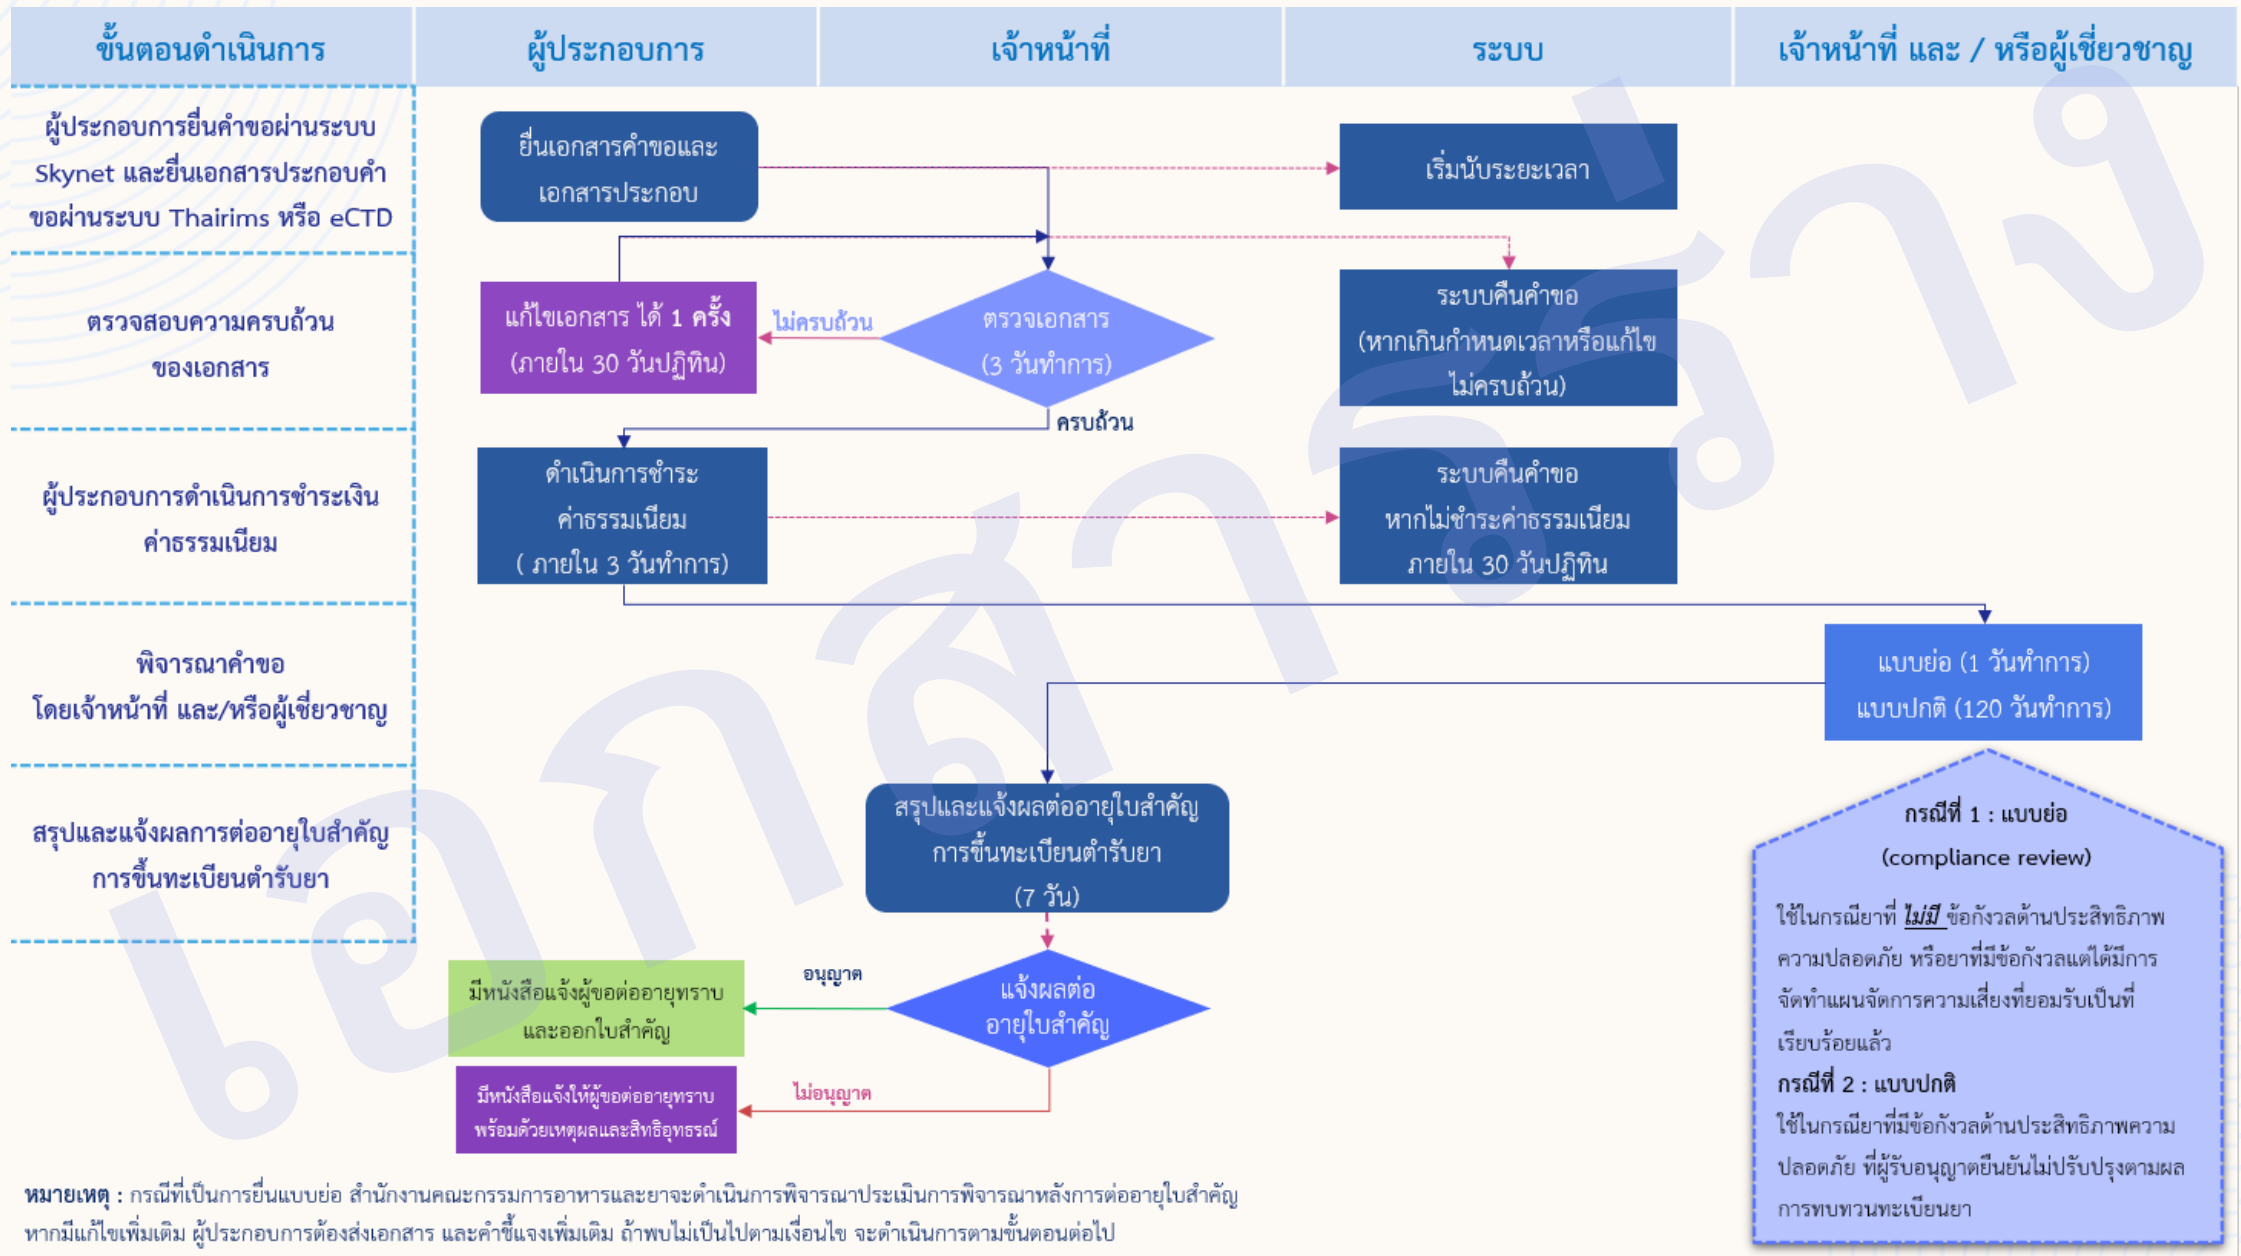 ขั้นตอนดำเนินการ
ผู้ประกอบการ
เจ้าหน้าที่
ระบบ
เจ้าหน้าที่ และ / หรือผู้เชี่ยวชาญ
ผู้ประกอบการยื่นคำขอผ่านระบบ
Skynet และยื่นเอกสารประกอบคำ
ขอผ่านระบบ Thairims หรือ eCTD
ยื่นเอกสารคำขอและ
เอกสารประกอบ
เริ่มนับระยะเวลา
ตรวจสอบความครบถ้วน
ของเอกสาร
แก้ไขเอกสาร ได้ 1 ครั้ง
(ภายใน 30 วันปฏิทิน)
ไม่ครบถ้วน
ตรวจเอกสาร
(3 วันทำการ)
ครบถ้วน
ระบบคืนคำขอ
(หากเกินกำหนดเวลาหรือแก้ไข
ไม่ครบถ้วน)
ผู้ประกอบการดำเนินการชำระเงิน
ค่าธรรมเนียม
ดำเนินการชำระ
ค่าธรรมเนียม
( ภายใน 3 วันทำการ)
ระบบคืนคำขอ
หากไม่ชำระค่าธรรมเนียม
ภายใน 30 วันปฏิทิน
พิจารณาคำขอ
โดยเจ้าหน้าที่ และ/หรือผู้เชี่ยวชาญ
แบบย่อ (1 วันทำการ)
แบบปกติ (120 วันทำการ)
สรุปและแจ้งผลการต่ออายุใบสำคัญ
การขึ้นทะเบียนตำรับยา
สรุปและแจ้งผลต่ออายุใบสำคัญ
การขึ้นทะเบียนตำรับยา
(7 วัน)
แจ้งผลต่อ
อายุใบสำคัญ
อนุญาต
มีหนังสือแจ้งผู้ขอต่ออายุทราบ
และออกใบสำคัญ
ไม่อนุญาต
มีหนังสือแจ้งให้ผู้ขอต่ออายุทราบ
พร้อมด้วยเหตุผลและสิทธิอุทธรณ์
กรณีที่ 1 : แบบย่อ
(compliance review)
ใช้ในกรณียาที่ ไม่มี ข้อกังวลด้านประสิทธิภาพ
ความปลอดภัย หรือยาที่มีข้อกังวลแต่ได้มีการ
จัดทำแผนจัดการความเสี่ยงที่ยอมรับเป็นที่
เรียบร้อยแล้ว
กรณีที่ 2 : แบบปกติ
ใช้ในกรณียาที่มีข้อกังวลด้านประสิทธิภาพความ
ปลอดภัย ที่ผู้รับอนุญาตยืนยันไม่ปรับปรุงตามผล
การทบทวนทะเบียนยา
หมายเหตุ : กรณีที่เป็นการยื่นแบบย่อ สำนักงานคณะกรรมการอาหารและยาจะดำเนินการพิจารณาประเมินการพิจารณาหลังการต่ออายุใบสำคัญ
หากมีแก้ไขเพิ่มเติม ผู้ประกอบการต้องส่งเอกสาร และคำชี้แจงเพิ่มเติม ถ้าพบไม่เป็นไปตามเงื่อนไข จะดำเนินการตามขั้นตอนต่อไป
เอกสารร่าง